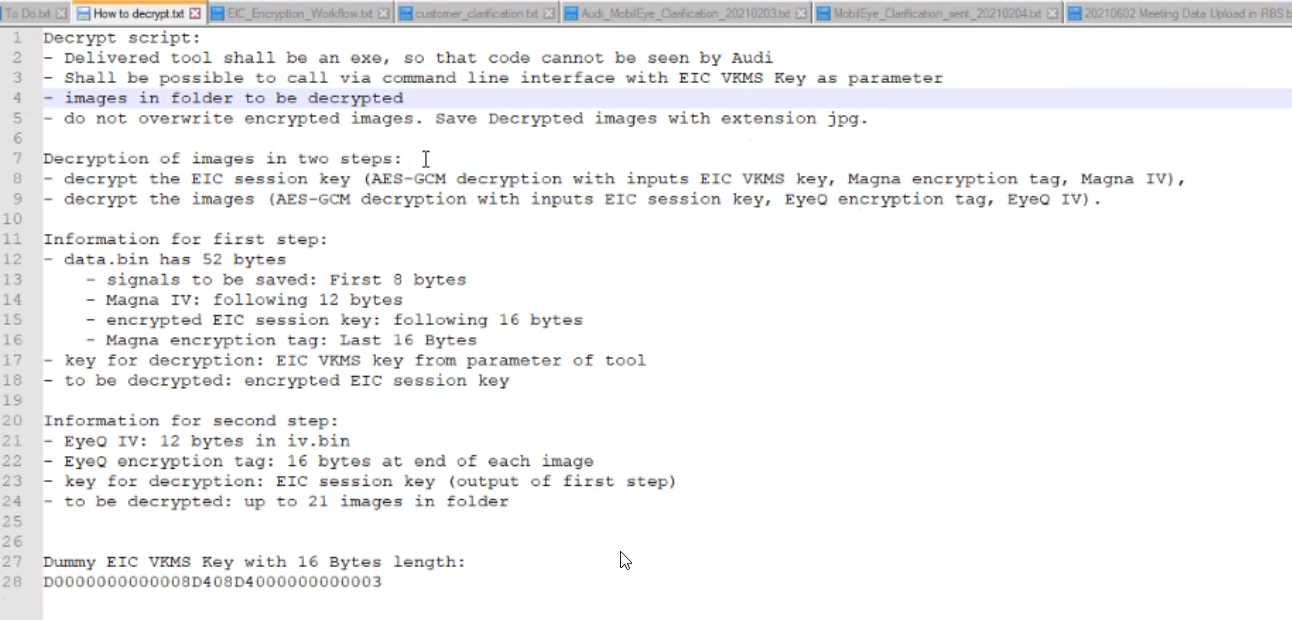 To Do.txt How to decrypt.txt EIC_Encryption_Workflow.txt customer_clarification.txt Audi_MobilEye_Clarification_20210203.txt MobilEye_Clarification_sent_20210204.txt 20210602 Meeting Data Upload in RBS.t
1 Decrypt script:
2 - Delivered tool shall be an exe, so that code cannot be seen by Audi
3 - Shall be possible to call via command line interface with EIC VKMS Key as parameter
4 - images in folder to be decrypted
5 - do not overwrite encrypted images. Save Decrypted images with extension jpg.
6
7 Decryption of images in two steps:
8 - decrypt the EIC session key (AES-GCM decryption with inputs EIC VKMS key, Magna encryption tag, Magna IV),
9 - decrypt the images (AES-GCM decryption with inputs EIC session key, EyeQ encryption tag, EyeQ IV).
10
11 Information for first step:
12 - data.bin has 52 bytes
13 - signals to be saved: First 8 bytes
14 - Magna IV: following 12 bytes
15 - encrypted EIC session key: following 16 bytes
16 - Magna encryption tag: Last 16 Bytes
17 - key for decryption: EIC VKMS key from parameter of tool
18 - to be decrypted: encrypted EIC session key
19
20 Information for second step:
21 - EyeQ IV: 12 bytes in iv.bin
22 - EyeQ encryption tag: 16 bytes at end of each image
23 - key for decryption: EIC session key (output of first step)
24 - to be decrypted: up to 21 images in folder
25
26
27 Dummy EIC VKMS Key with 16 Bytes length:
28 D0000000000008D408D4000000000003